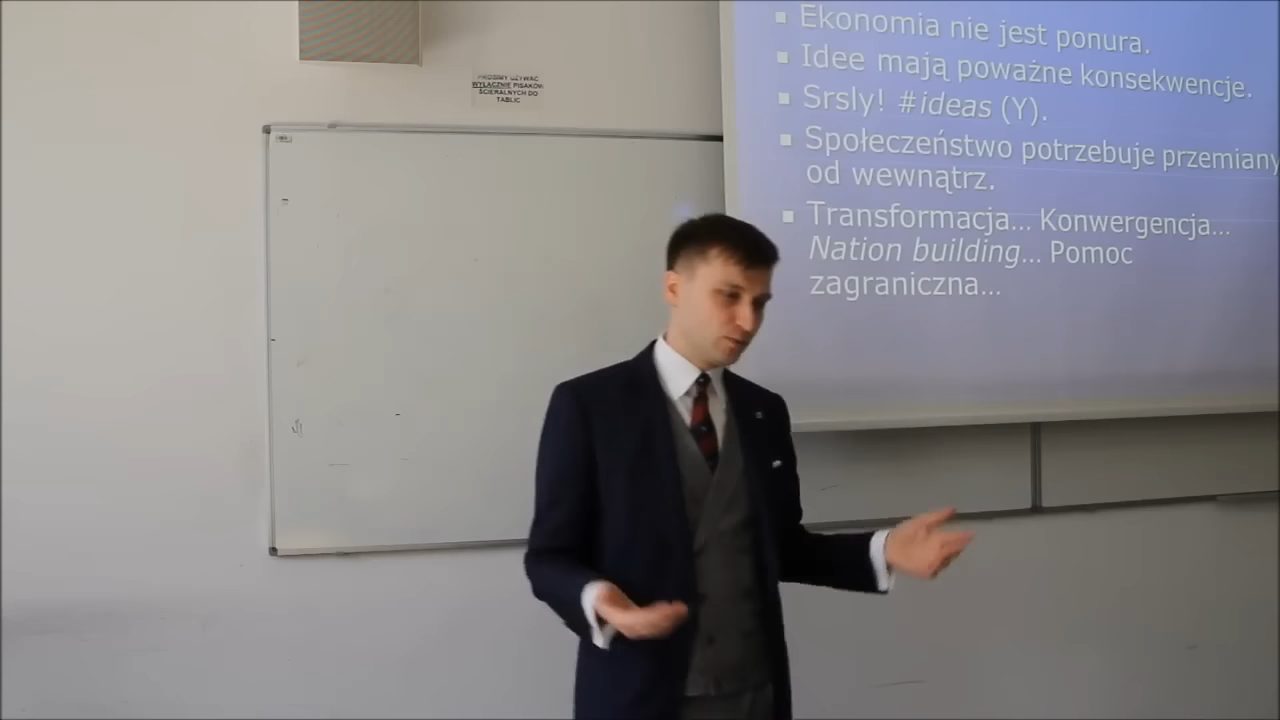 PROSIMY UŻYWAĆ
WYŁĄCZNIE PISAKÓW
ŚCIERALNYCH DO
TABLIC
Ekonomia nie jest ponura.
Idee mają poważne konsekwencje.
Srsly! #ideas (Y).
Społeczeństwo potrzebuje przemiany
od wewnątrz.
Transformacja... Konwergencja...
Nation building... Pomoc
zagraniczna...